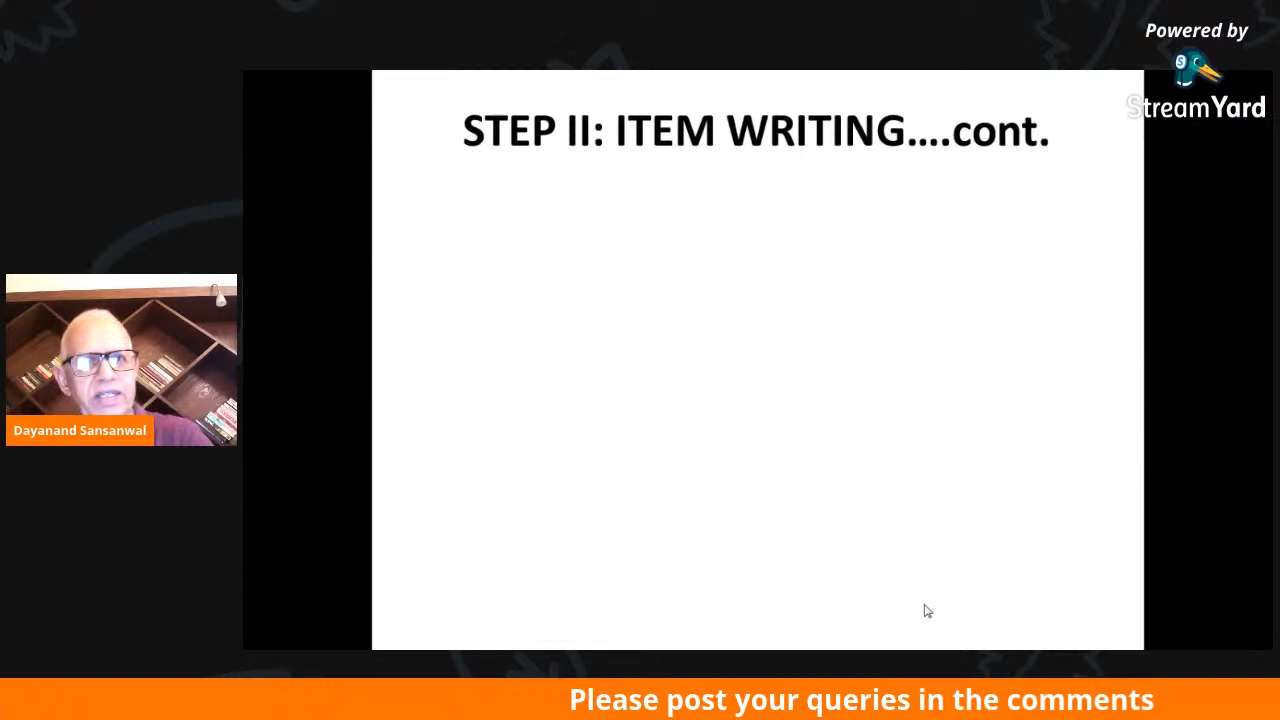 Powered by
StreamYard
STEP II: ITEM WRITING....cont.
Dayanand Sansanwal
Please post your queries in the comments